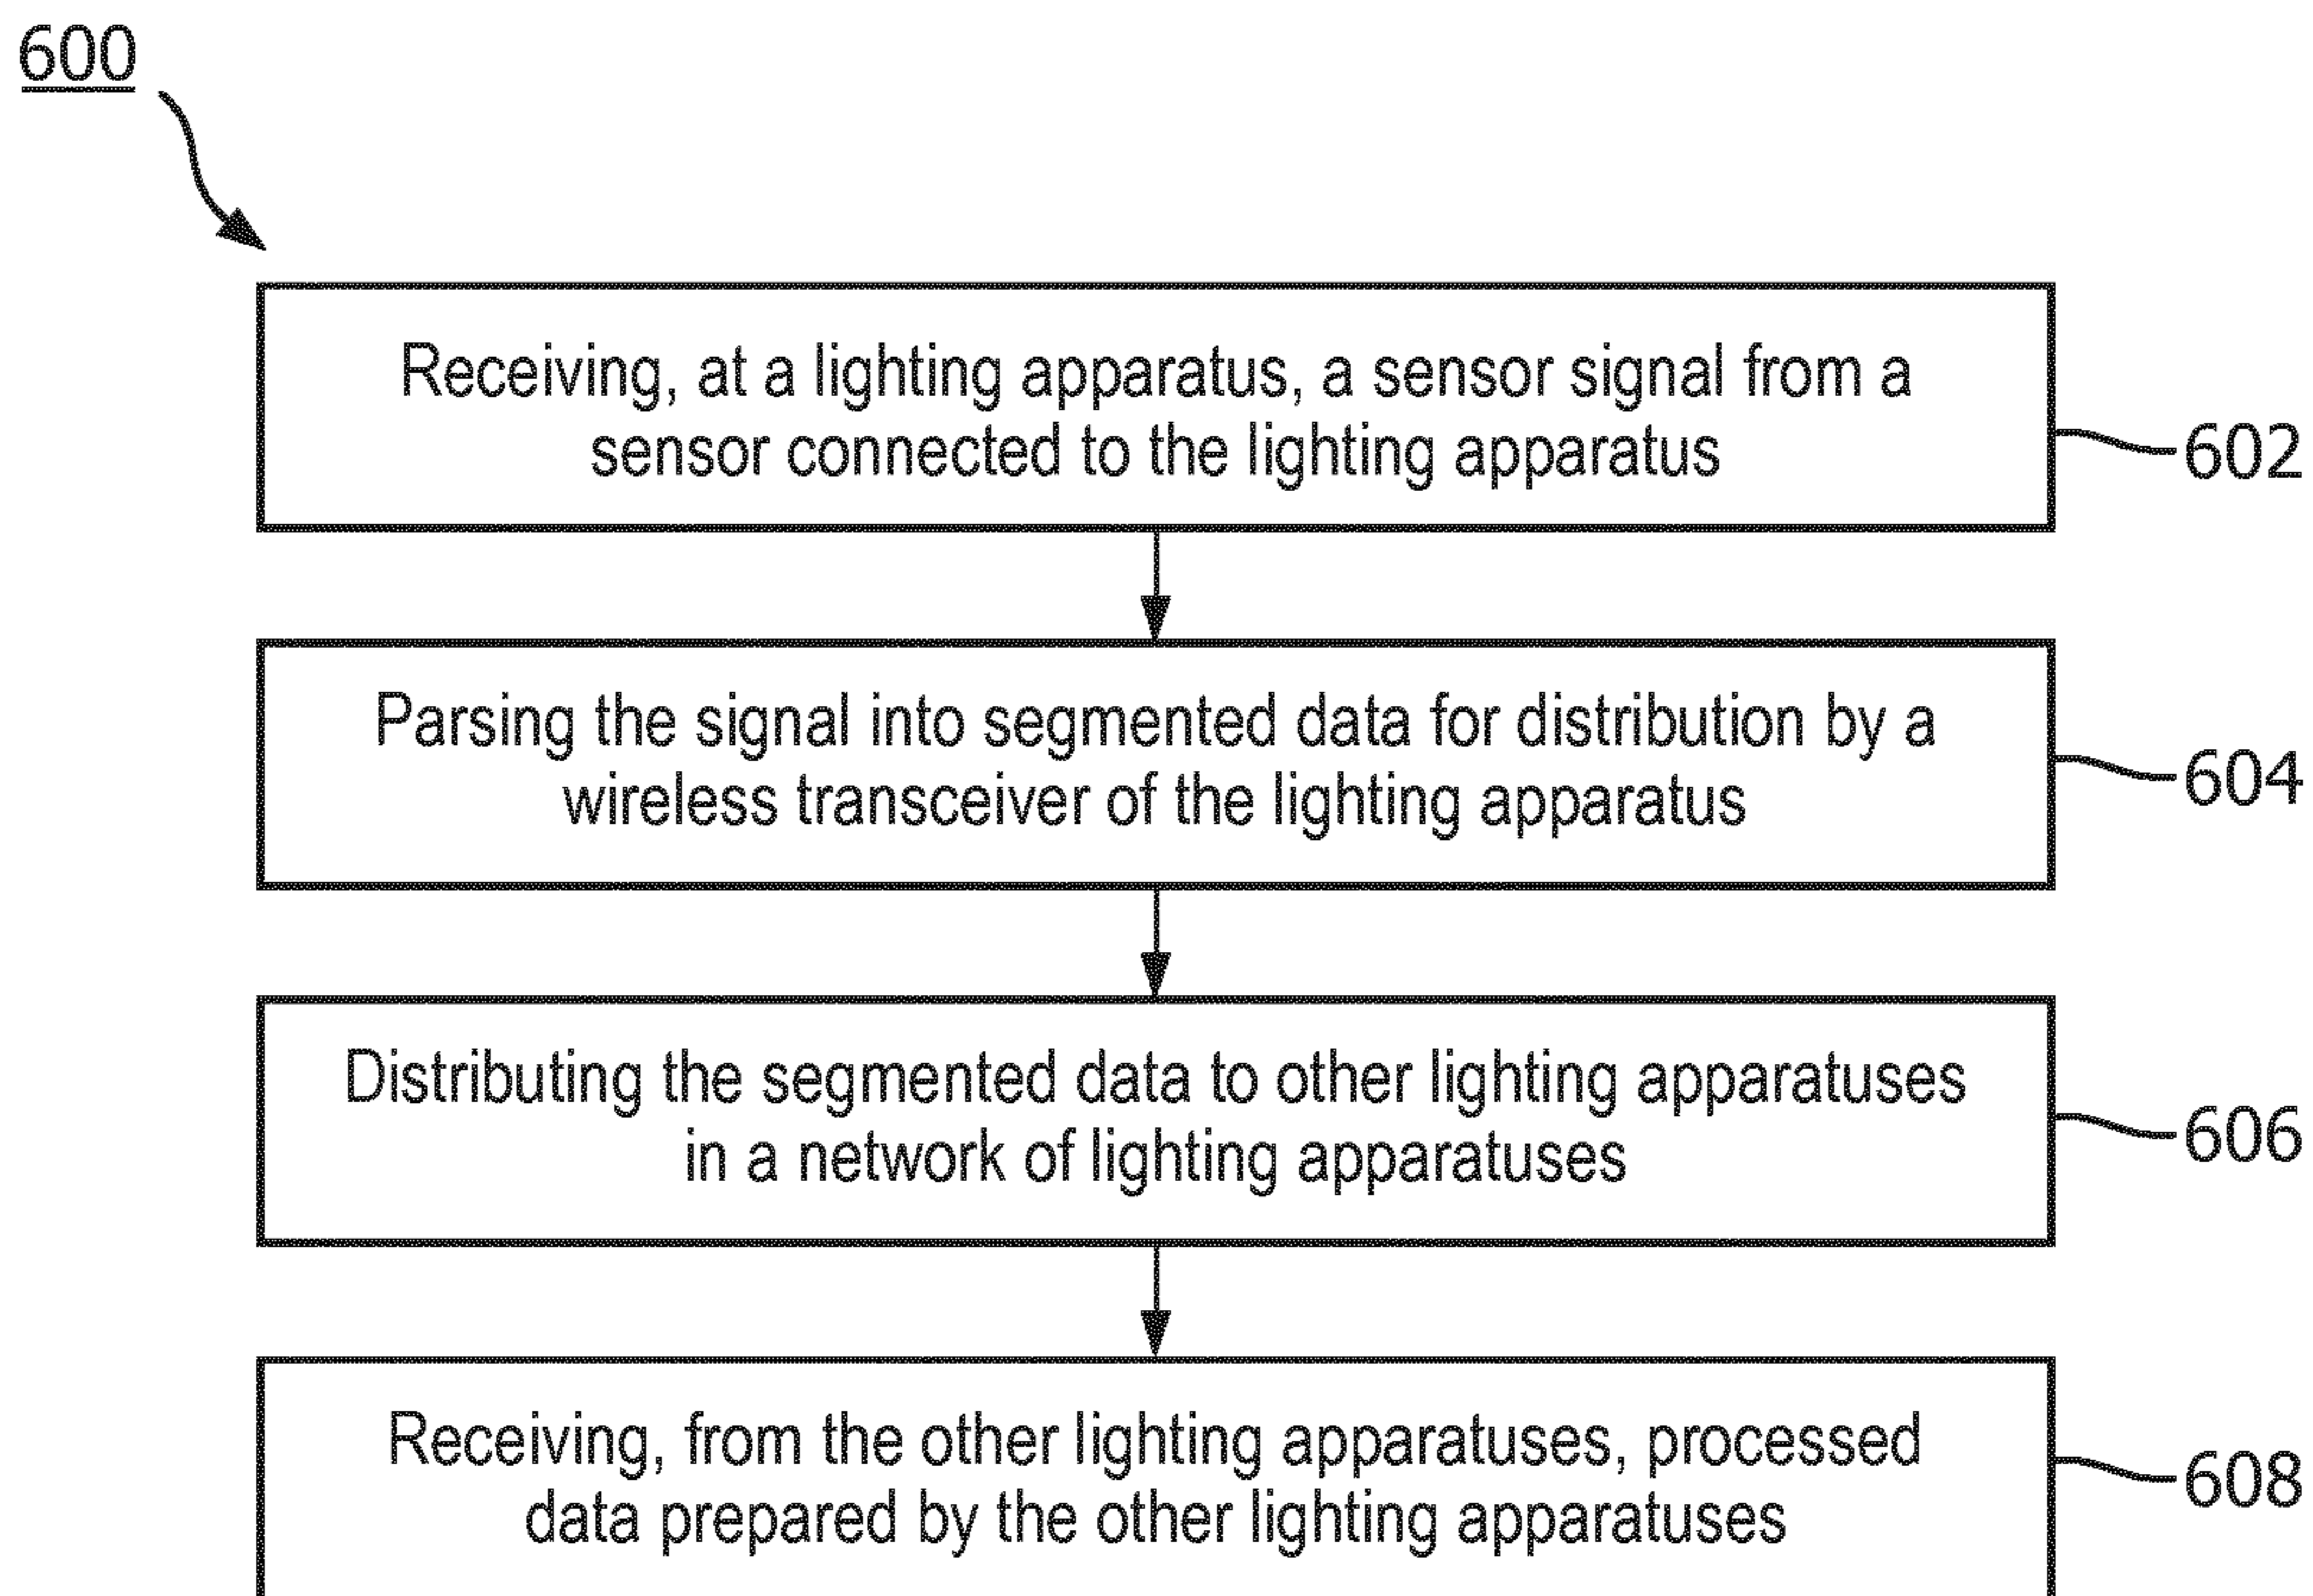 600
Receiving, at a lighting apparatus, a sensor signal from a
sensor connected to the lighting apparatus
602
Parsing the signal into segmented data for distribution by a
wireless transceiver of the lighting apparatus
604
Distributing the segmented data to other lighting apparatuses
in a network of lighting apparatuses
606
Receiving, from the other lighting apparatuses, processed
data prepared by the other lighting apparatuses
608